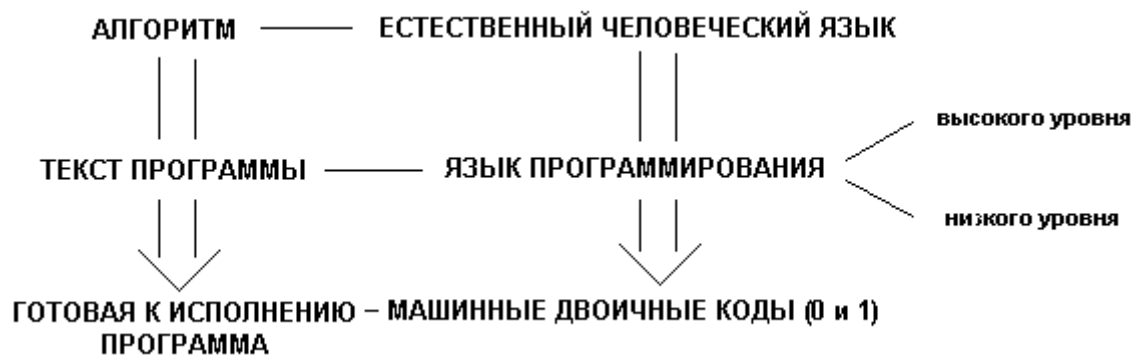 АЛГОРИТМ ЕСТЕСТВЕННЫЙ ЧЕЛОВЕЧЕСКИЙ ЯЗЫК
высокого уровня
ТЕКСТ ПРОГРАММЫ ЯЗЫК ПРОГРАММИРОВАНИЯ
низкого уровня
ГОТОВАЯ К ИСПОЛНЕНИЮ – МАШИННЫЕ ДВОИЧНЫЕ КОДЫ (0 и 1)
ПРОГРАММА